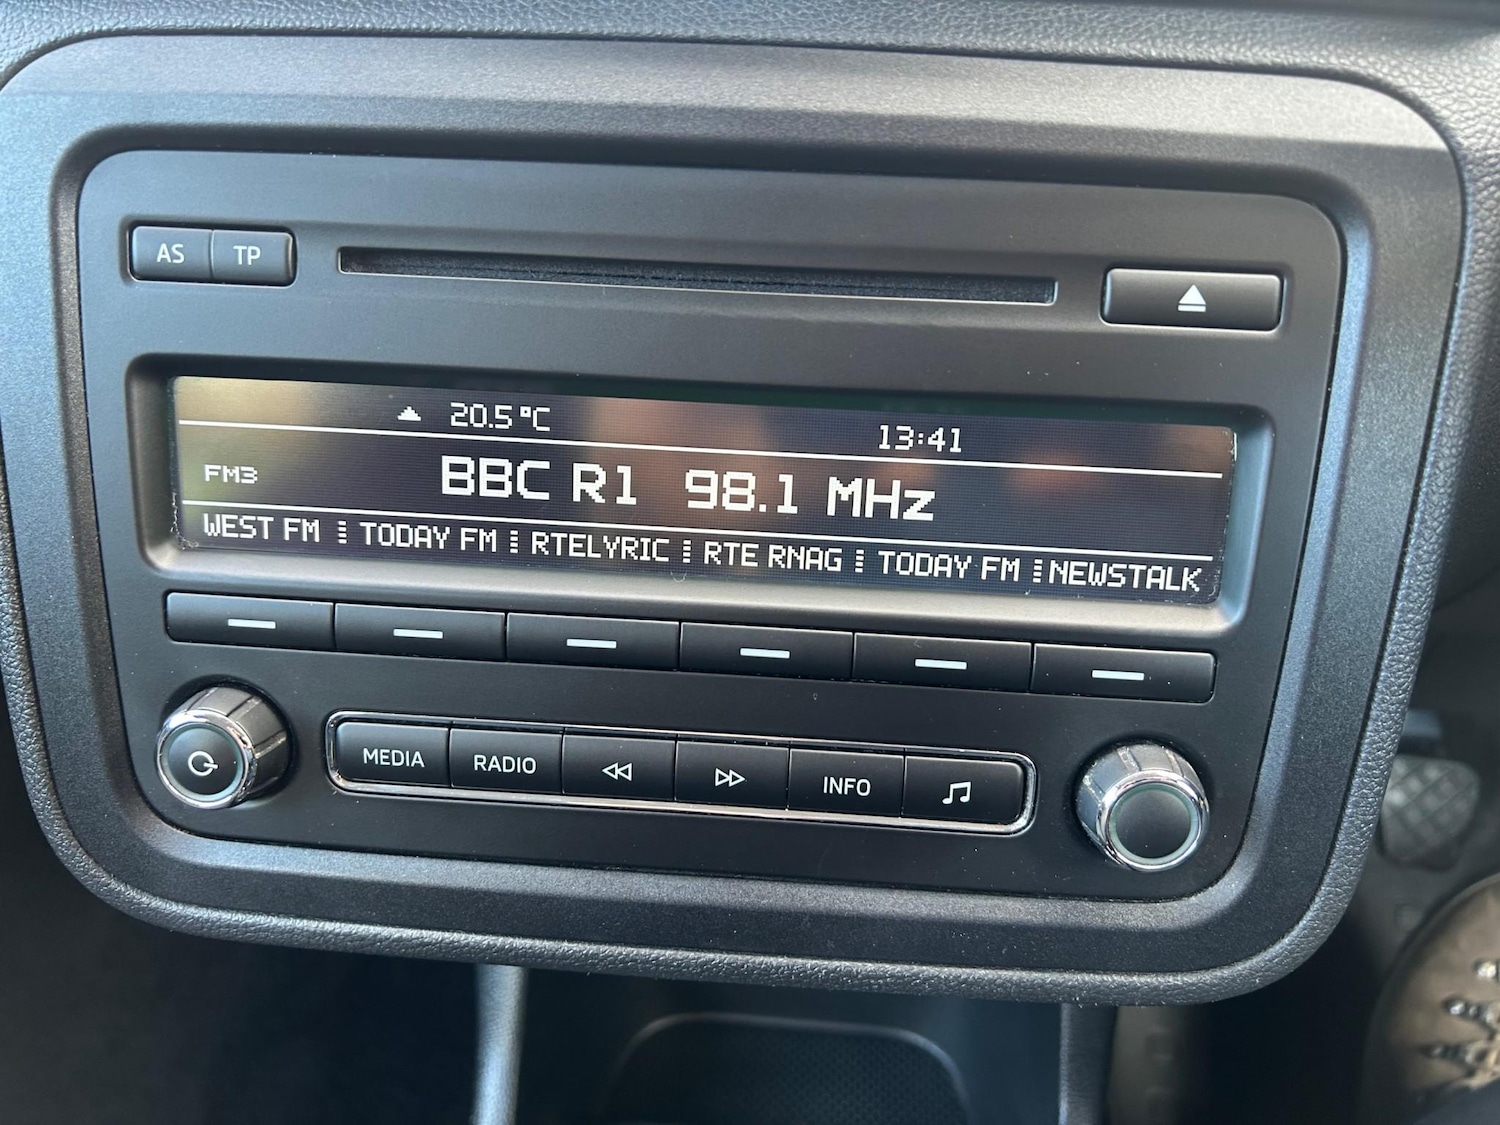 AS TP
20.5°C 13:41
FM3 BBC R1 98.1 MHz
WEST FM TODAY FM RTELYRIC RTE RNAG TODAY FM NEWSTALK
MEDIA RADIO INFO